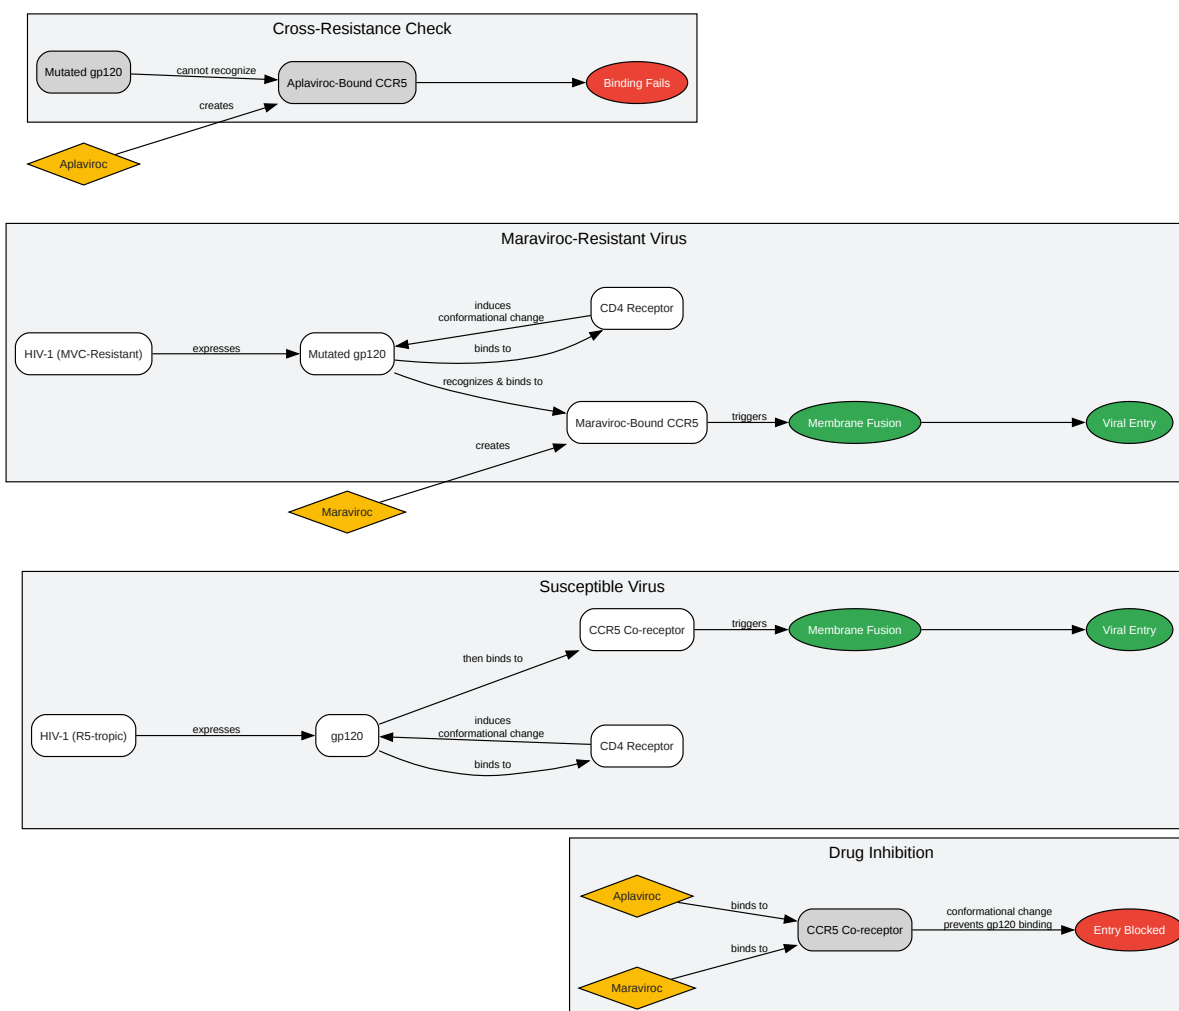 Cross-Resistance Check
Mutated gp120
cannot recognize
Aplaviroc-Bound CCR5
Binding Fails
creates
Aplaviroc
Maraviroc-Resistant Virus
HIV-1 (MVC-Resistant)
expresses
Mutated gp120
induces
conformational change
CD4 Receptor
binds to
recognizes & binds to
Maraviroc-Bound CCR5
triggers
Membrane Fusion
Viral Entry
creates
Maraviroc
Susceptible Virus
CCR5 Co-receptor
triggers
Membrane Fusion
Viral Entry
then binds to
HIV-1 (R5-tropic)
expresses
gp120
induces
conformational change
CD4 Receptor
binds to
Drug Inhibition
Aplaviroc
binds to
CCR5 Co-receptor
conformational change
prevents gp120 binding
Entry Blocked
binds to
Maraviroc